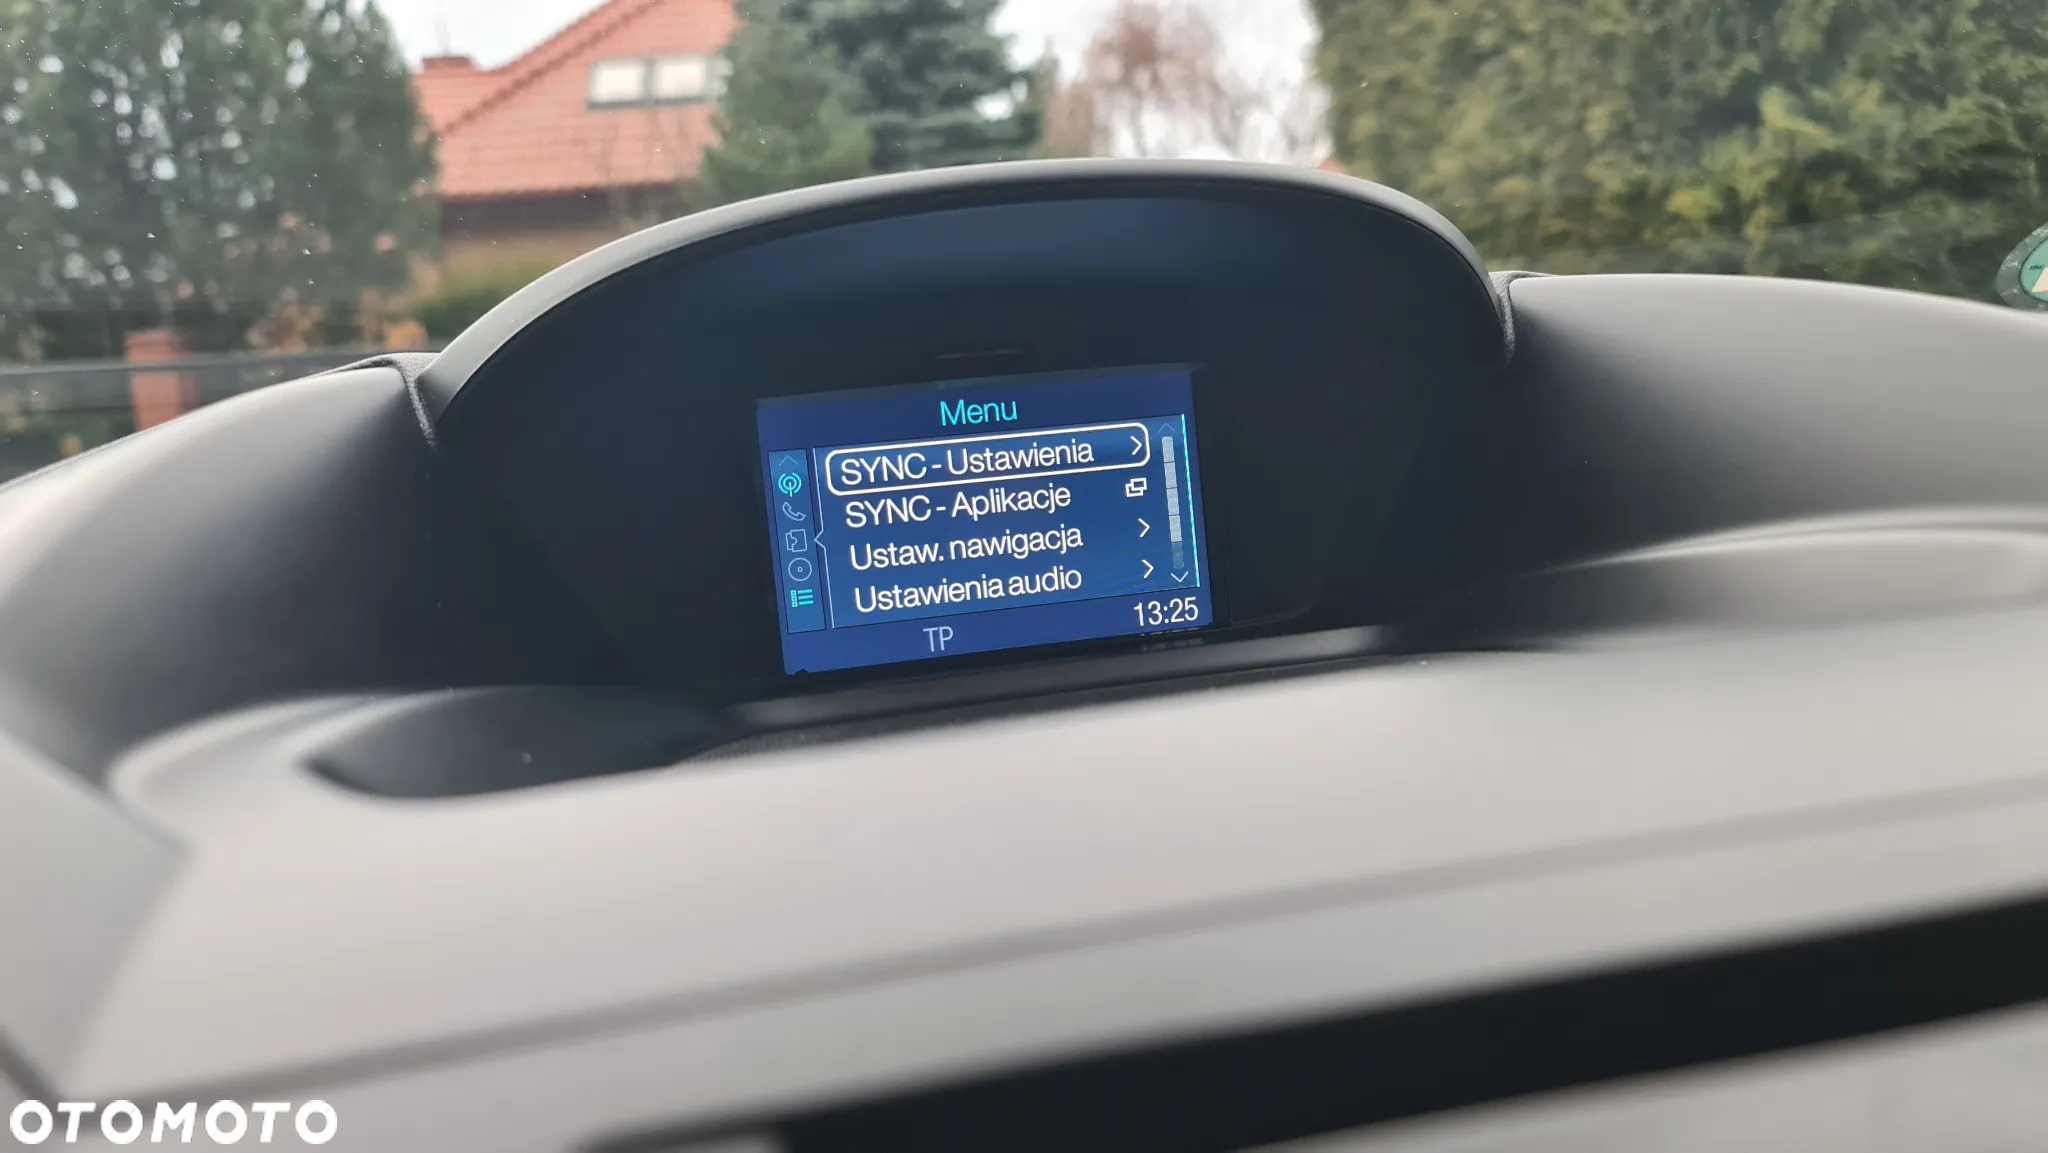 Menu
SYNC - Ustawienia
SYNC - Aplikacje
Ustaw. nawigacja
Ustawienia audio
TP
13:25
OTOMOTO